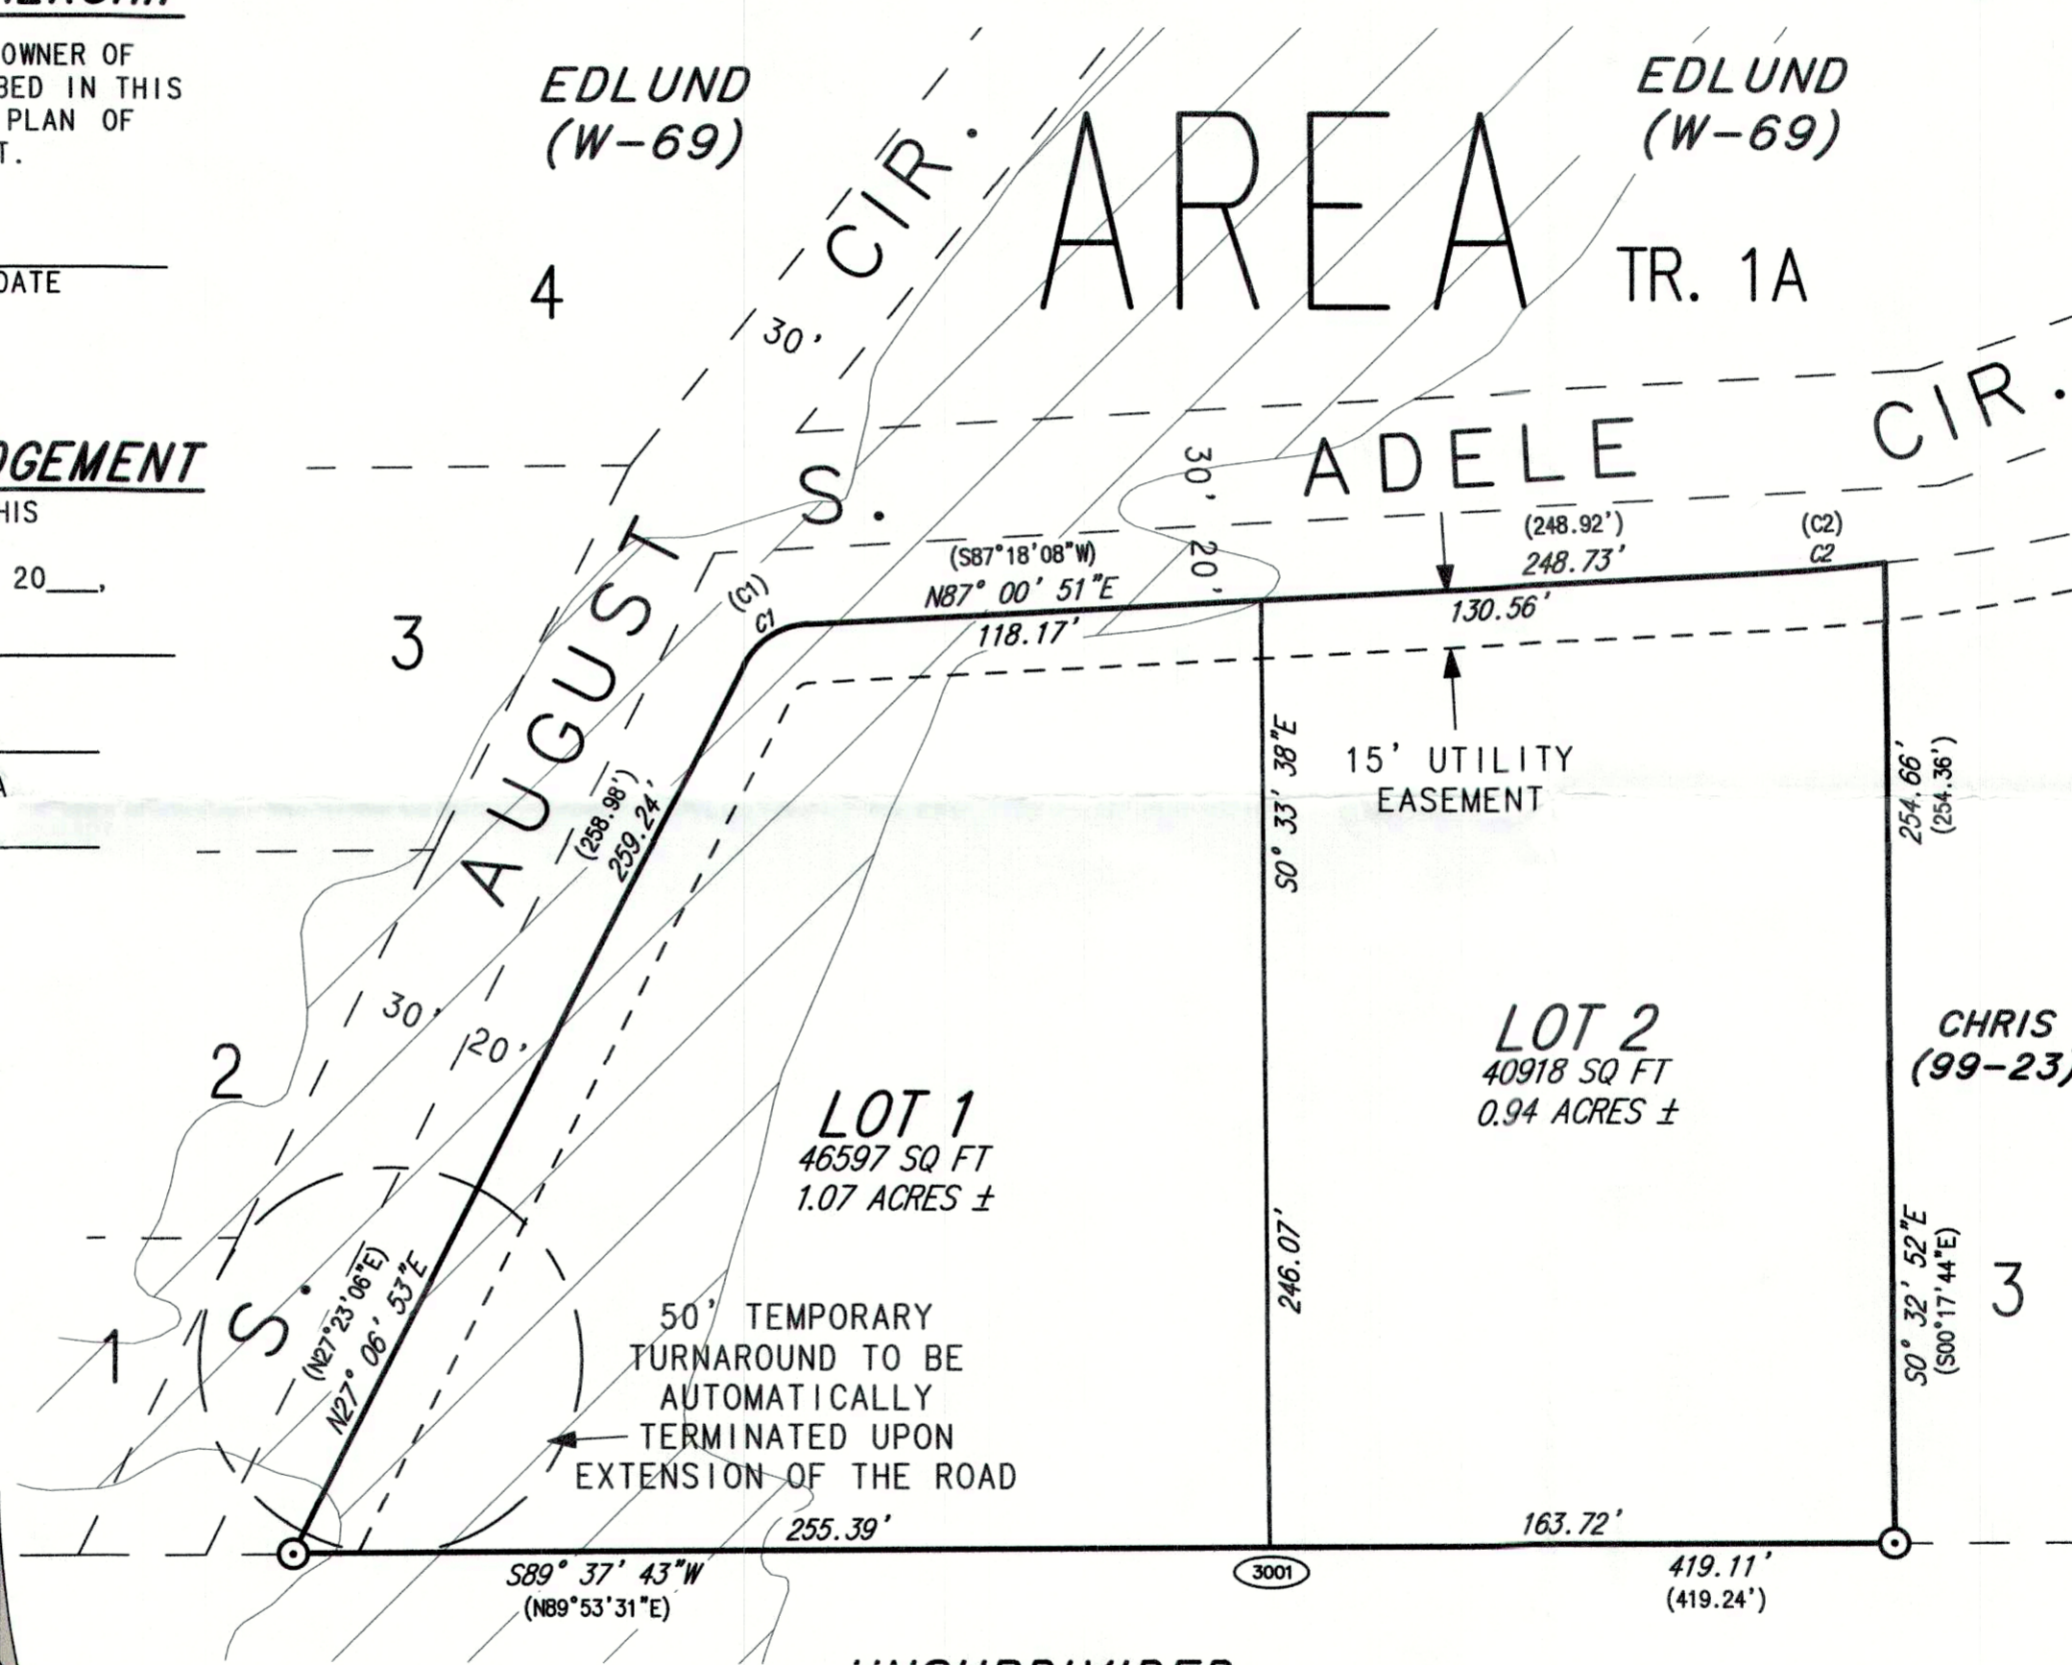 OWNER OF
BED IN THIS
PLAN OF
T.
DATE
DGEMENT
HIS
20___,
A
EDLUND
(W-69)
EDLUND
(W-69)
AREA
TR. 1A
4
3
2
1
S. AUGUST CIR.
30'
S. ADELE CIR.
30'
20'
(248.92')
248.73'
(C2)
C2
(S87°18'08"W)
N87° 00' 51"E
118.17'
130.56'
(C1)
C1
15' UTILITY
EASEMENT
(258.98')
259.24'
S0° 33' 38"E
246.07'
254.66'
(254.36')
30'
20'
LOT 1
46597 SQ FT
1.07 ACRES ±
LOT 2
40918 SQ FT
0.94 ACRES ±
CHRIS
(99-23)
3
S0° 32' 52"E
(S00°17'44"E)
(N27°23'06"E)
N27° 06' 53"E
50' TEMPORARY
TURNAROUND TO BE
AUTOMATICALLY
TERMINATED UPON
EXTENSION OF THE ROAD
255.39'
163.72'
S89° 37' 43"W
(N89°53'31"E)
3001
419.11'
(419.24')
UNSUBDIVIDED